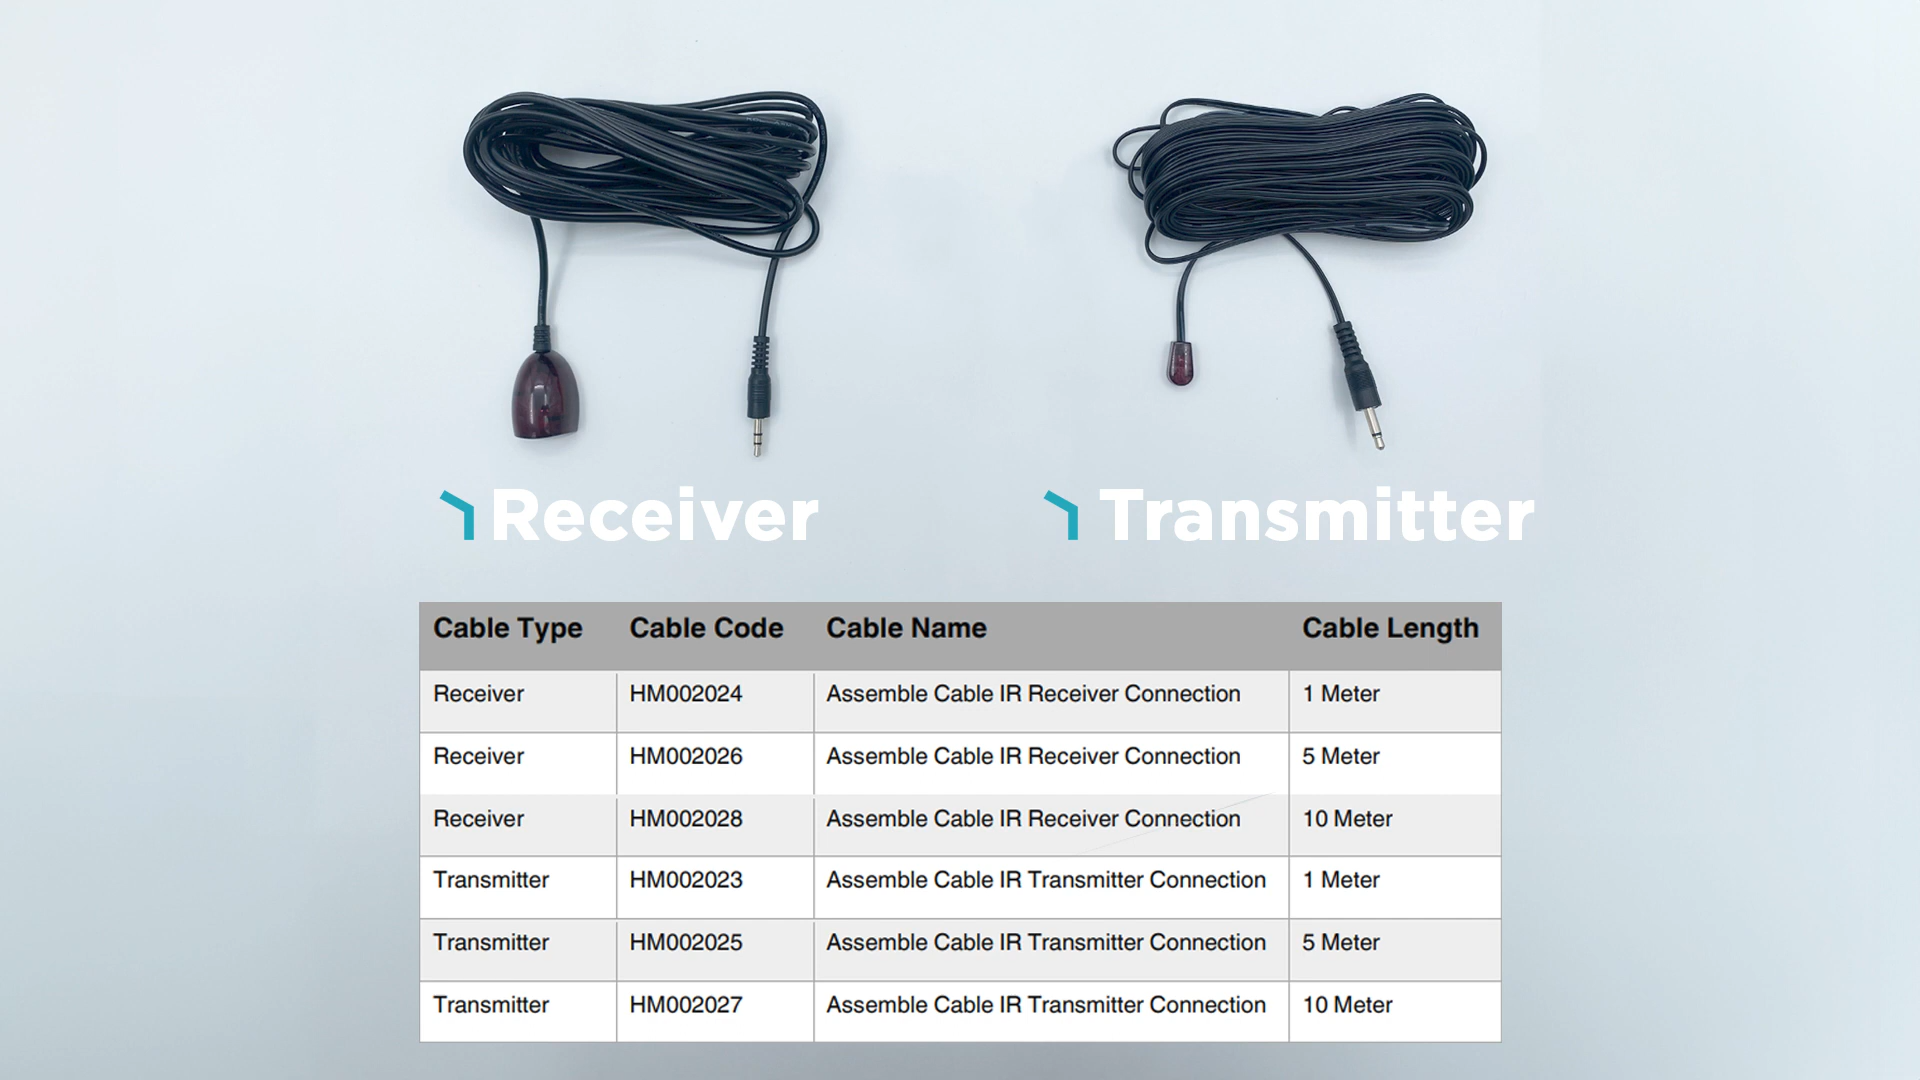 Receiver
Transmitter
Cable Type Cable Code Cable Name Cable Length
Receiver HM002024 Assemble Cable IR Receiver Connection 1 Meter
Receiver HM002026 Assemble Cable IR Receiver Connection 5 Meter
Receiver HM002028 Assemble Cable IR Receiver Connection 10 Meter
Transmitter HM002023 Assemble Cable IR Transmitter Connection 1 Meter
Transmitter HM002025 Assemble Cable IR Transmitter Connection 5 Meter
Transmitter HM002027 Assemble Cable IR Transmitter Connection 10 Meter